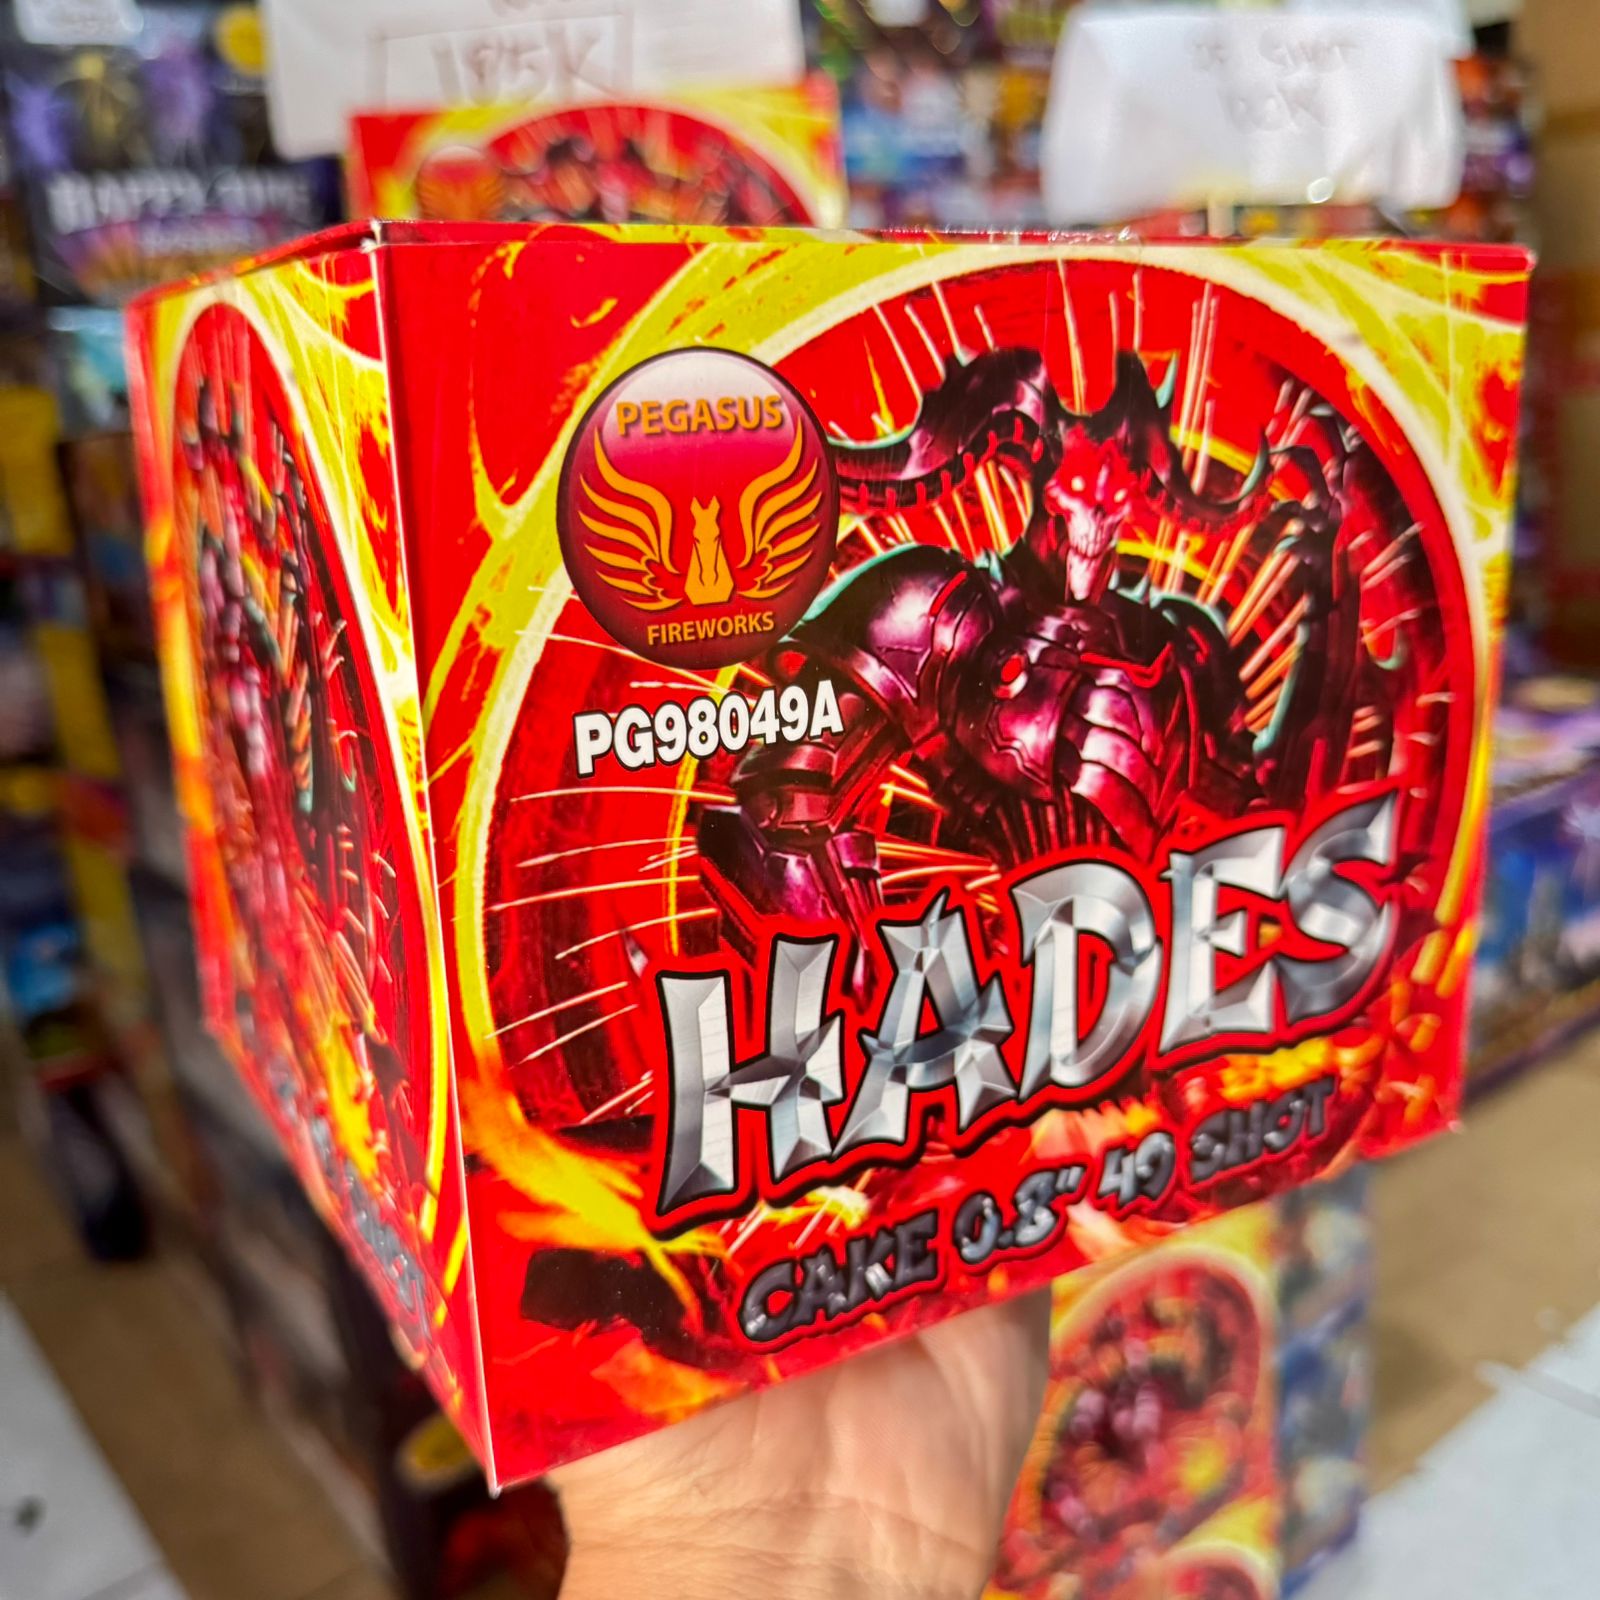 PEGASUS
FIREWORKS
PG98049A
HADES
CAKE 0.8" 49 SHOT